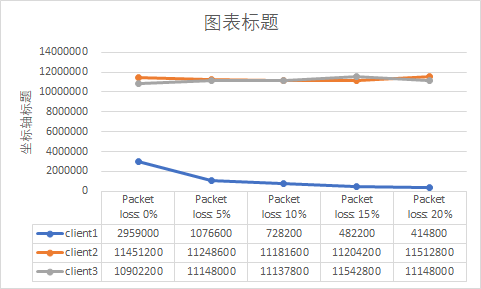 图表标题
坐标轴标题
14000000
12000000
10000000
8000000
6000000
4000000
2000000
0
Packet loss: 0% Packet loss: 5% Packet loss: 10% Packet loss: 15% Packet loss: 20%
client1 2959000 1076600 728200 482200 414800
client2 11451200 11248600 11181600 11204200 11512800
client3 10902200 11148000 11137800 11542800 11148000